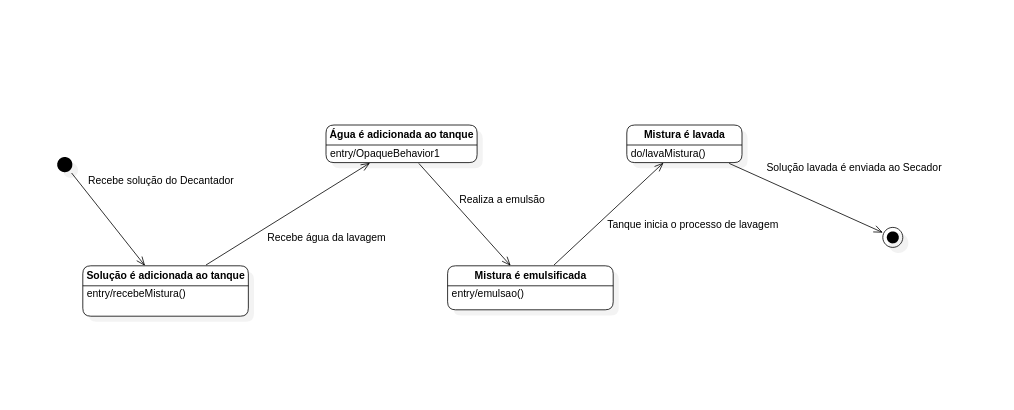 Recebe solução do Decantador
Solução é adicionada ao tanque
entry/recebeMistura()
Recebe água da lavagem
Água é adicionada ao tanque
entry/OpaqueBehavior1
Realiza a emulsão
Mistura é emulsificada
entry/emulsao()
Tanque inicia o processo de lavagem
Mistura é lavada
do/lavaMistura()
Solução lavada é enviada ao Secador